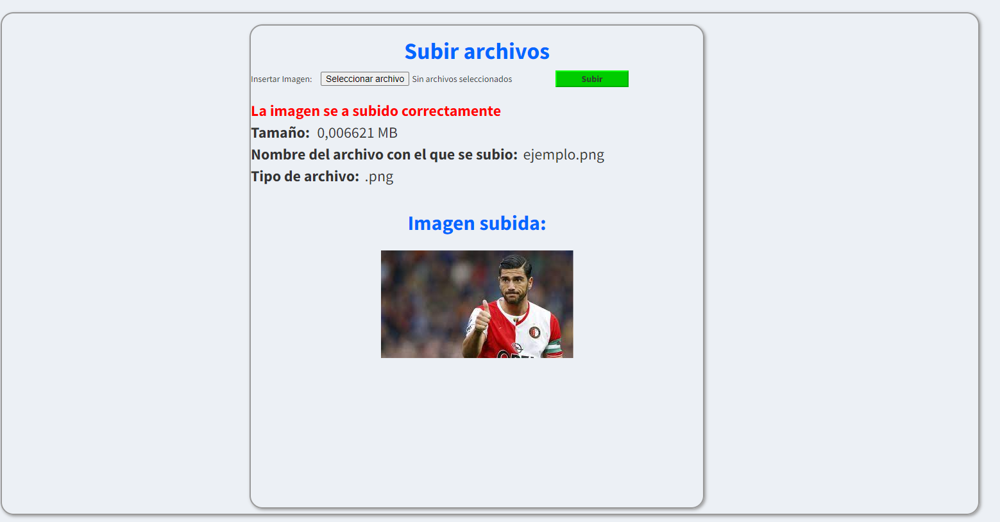 Subir archivos
Insertar Imagen: Seleccionar archivo Sin archivos seleccionados Subir
La imagen se a subido correctamente
Tamaño: 0,006621 MB
Nombre del archivo con el que se subio: ejemplo.png
Tipo de archivo: .png
Imagen subida: